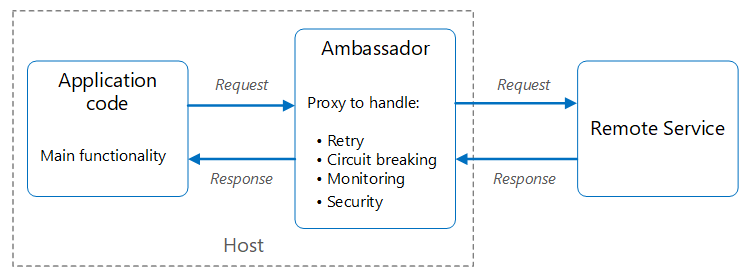 Application
code
Main functionality
Request
Response
Ambassador
Proxy to handle:
• Retry
• Circuit breaking
• Monitoring
• Security
Request
Response
Remote Service
Host